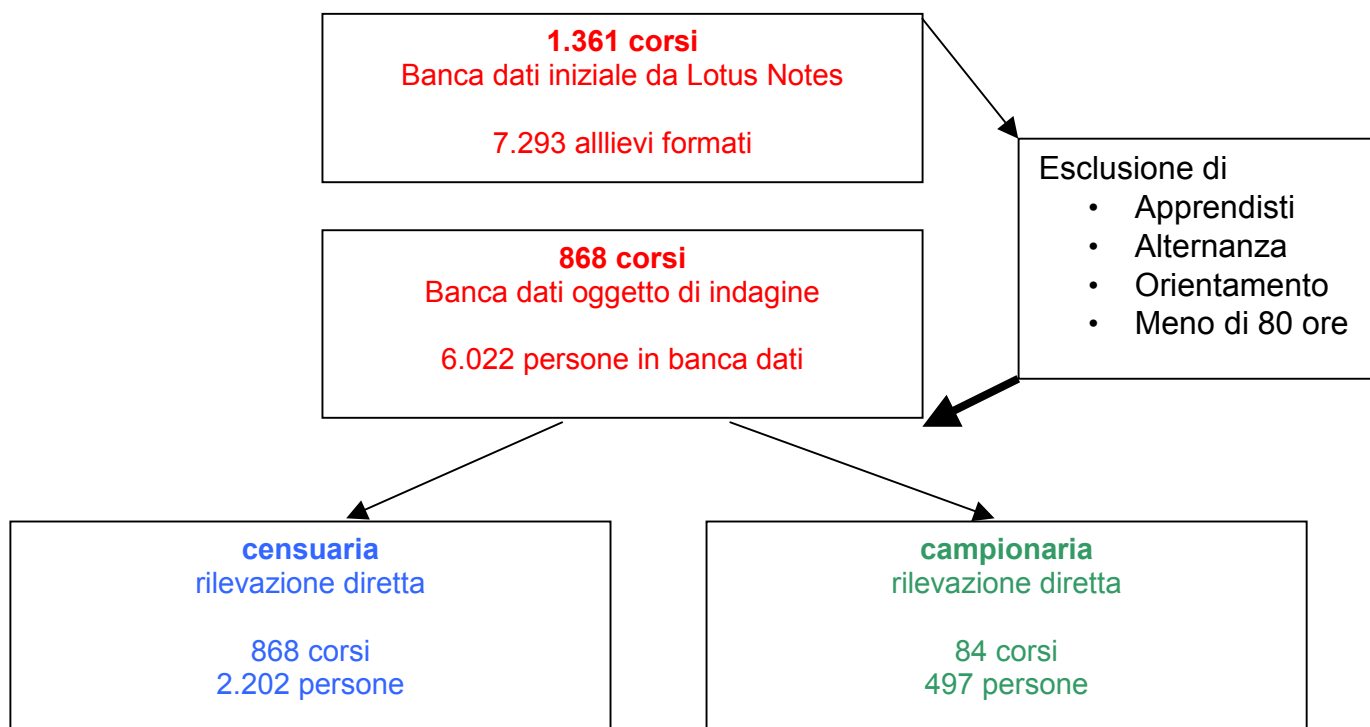 1.361 corsi
Banca dati iniziale da Lotus Notes
7.293 alllievi formati
Esclusione di
• Apprendisti
• Alternanza
• Orientamento
• Meno di 80 ore
868 corsi
Banca dati oggetto di indagine
6.022 persone in banca dati
censuaria
rilevazione diretta
868 corsi
2.202 persone
campionaria
rilevazione diretta
84 corsi
497 persone